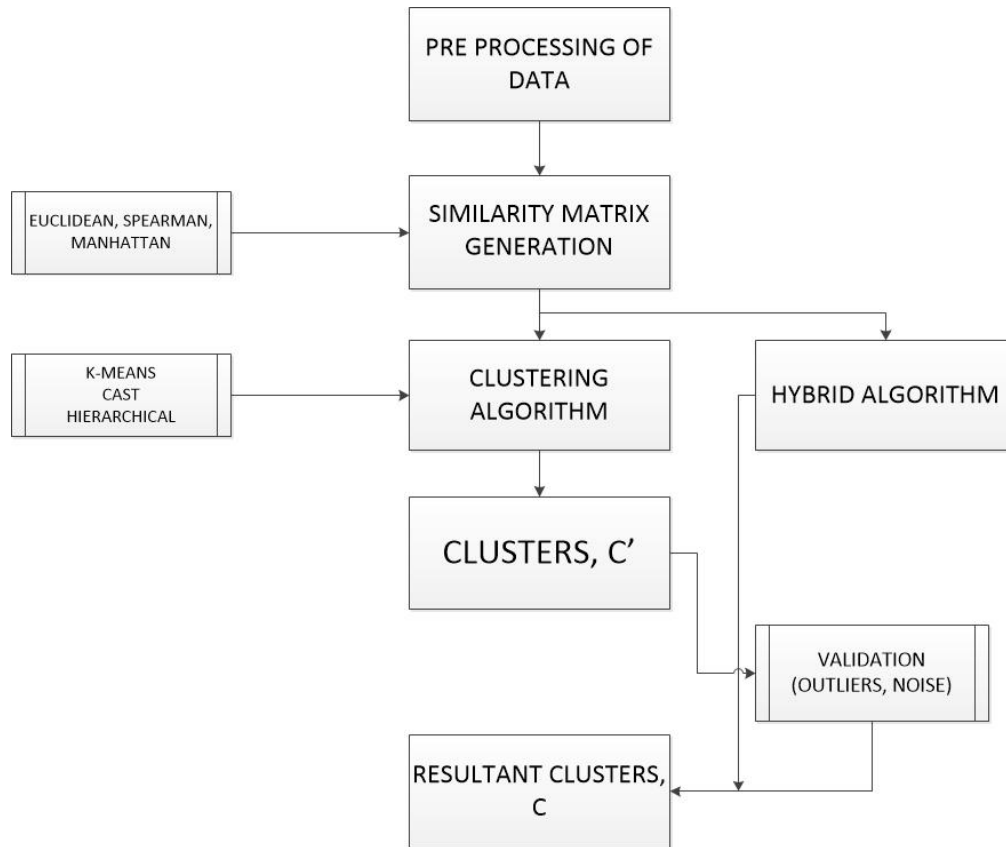 PRE PROCESSING OF
DATA
EUCLIDEAN, SPEARMAN,
MANHATTAN
SIMILARITY MATRIX
GENERATION
K-MEANS
CAST
HIERARCHICAL
CLUSTERING
ALGORITHM
HYBRID ALGORITHM
CLUSTERS, C’
VALIDATION
(OUTLIERS, NOISE)
RESULTANT CLUSTERS,
C